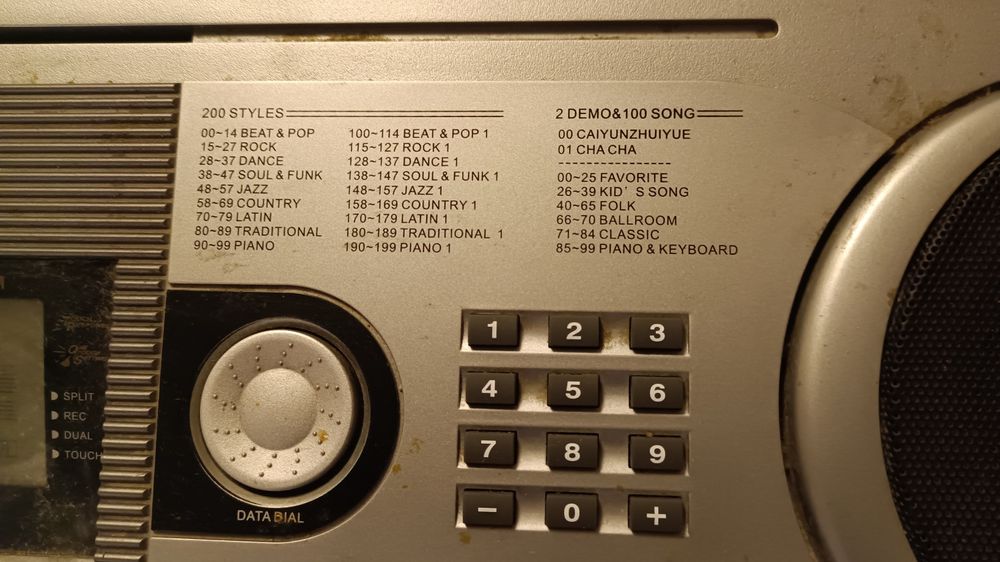 200 STYLES
00~14 BEAT & POP
15~27 ROCK
28~37 DANCE
38~47 SOUL & FUNK
48~57 JAZZ
58~69 COUNTRY
70~79 LATIN
80~89 TRADITIONAL
90~99 PIANO
100~114 BEAT & POP 1
115~127 ROCK 1
128~137 DANCE 1
138~147 SOUL & FUNK 1
148~157 JAZZ 1
158~169 COUNTRY 1
170~179 LATIN 1
180~189 TRADITIONAL 1
190~199 PIANO 1
2 DEMO&100 SONG
00 CAIYUNZHUIYUE
01 CHA CHA
00~25 FAVORITE
26~39 KID'S SONG
40~65 FOLK
66~70 BALLROOM
71~84 CLASSIC
85~99 PIANO & KEYBOARD
SPLIT
REC
DUAL
TOUCH
DATA DIAL
1 2 3
4 5 6
7 8 9
− 0 +